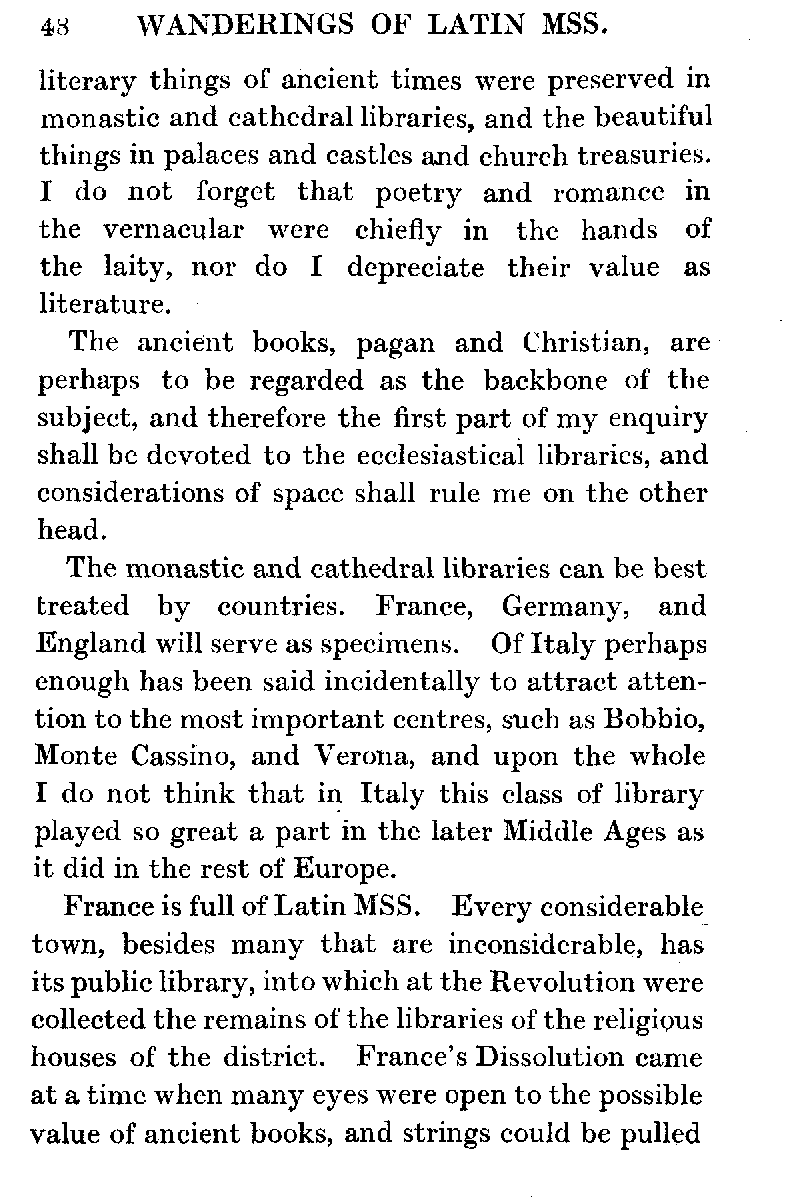 48 WANDERINGS OF LATIN MSS.
literary things of ancient times were preserved in
monastic and cathedral libraries, and the beautiful
things in palaces and castles and church treasuries.
I do not forget that poetry and romance in
the vernacular were chiefly in the hands of
the laity, nor do I depreciate their value as
literature.
The ancient books, pagan and Christian, are
perhaps to be regarded as the backbone of the
subject, and therefore the first part of my enquiry
shall be devoted to the ecclesiastical libraries, and
considerations of space shall rule me on the other
head.
The monastic and cathedral libraries can be best
treated by countries. France, Germany, and
England will serve as specimens. Of Italy perhaps
enough has been said incidentally to attract atten-
tion to the most important centres, such as Bobbio,
Monte Cassino, and Verona, and upon the whole
I do not think that in Italy this class of library
played so great a part in the later Middle Ages as
it did in the rest of Europe.
France is full of Latin MSS. Every considerable
town, besides many that are inconsiderable, has
its public library, into which at the Revolution were
collected the remains of the libraries of the religious
houses of the district. France's Dissolution came
at a time when many eyes were open to the possible
value of ancient books, and strings could be pulled